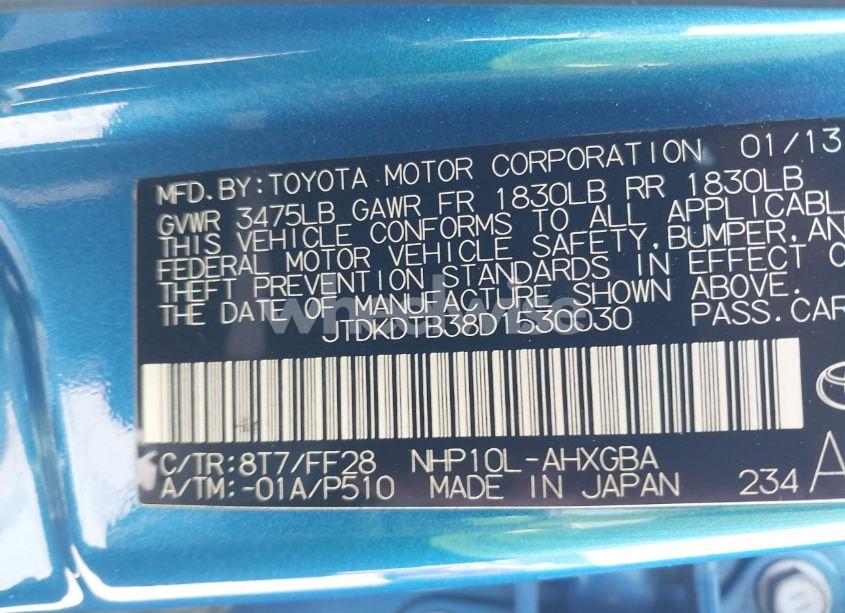 MFD.BY:TOYOTA MOTOR CORPORATION 01/13
GVWR 3475LB GAWR FR 1830LB RR 1830LB
THIS VEHICLE CONFORMS TO ALL APPLICABL
FEDERAL MOTOR VEHICLE SAFETY,BUMPER,AN
THEFT PREVENTION STANDARDS IN EFFECT O
THE DATE OF MANUFACTURE SHOWN ABOVE.
JTDKDTB38D1530030 PASS.CAR
wheelwise
C/TR:8T7/FF28 NHP10L-AHXGBA
A/TM:-01A/P510 MADE IN JAPAN 234 A